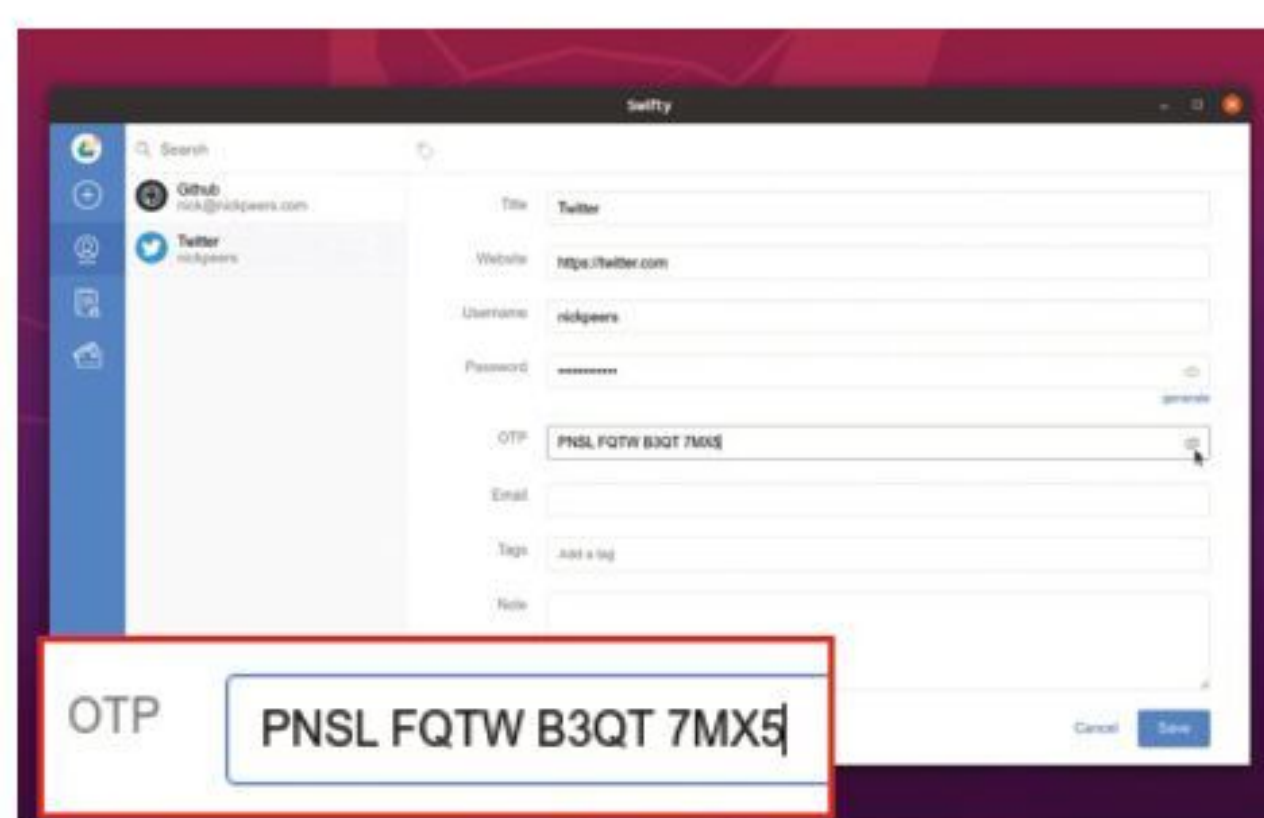 Swifty
Search
Github
nick@nickpeers.com
Twitter
nickpeers
Title
Twitter
Website
https://twitter.com
Username
nickpeers
Password
••••••••••••
generate
OTP
PNSL FQTW B3QT 7MX5
Email
Tags
Add a tag
Note
Cancel
Save
OTP
PNSL FQTW B3QT 7MX5